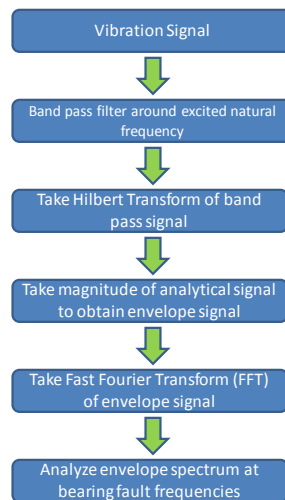 Vibration Signal
Band pass filter around excited natural
frequency
Take Hilbert Transform of band
pass signal
Take magnitude of analytical signal
to obtain envelope signal
Take Fast Fourier Transform (FFT)
of envelope signal
Analyze envelope spectrum at
bearing fault frequencies